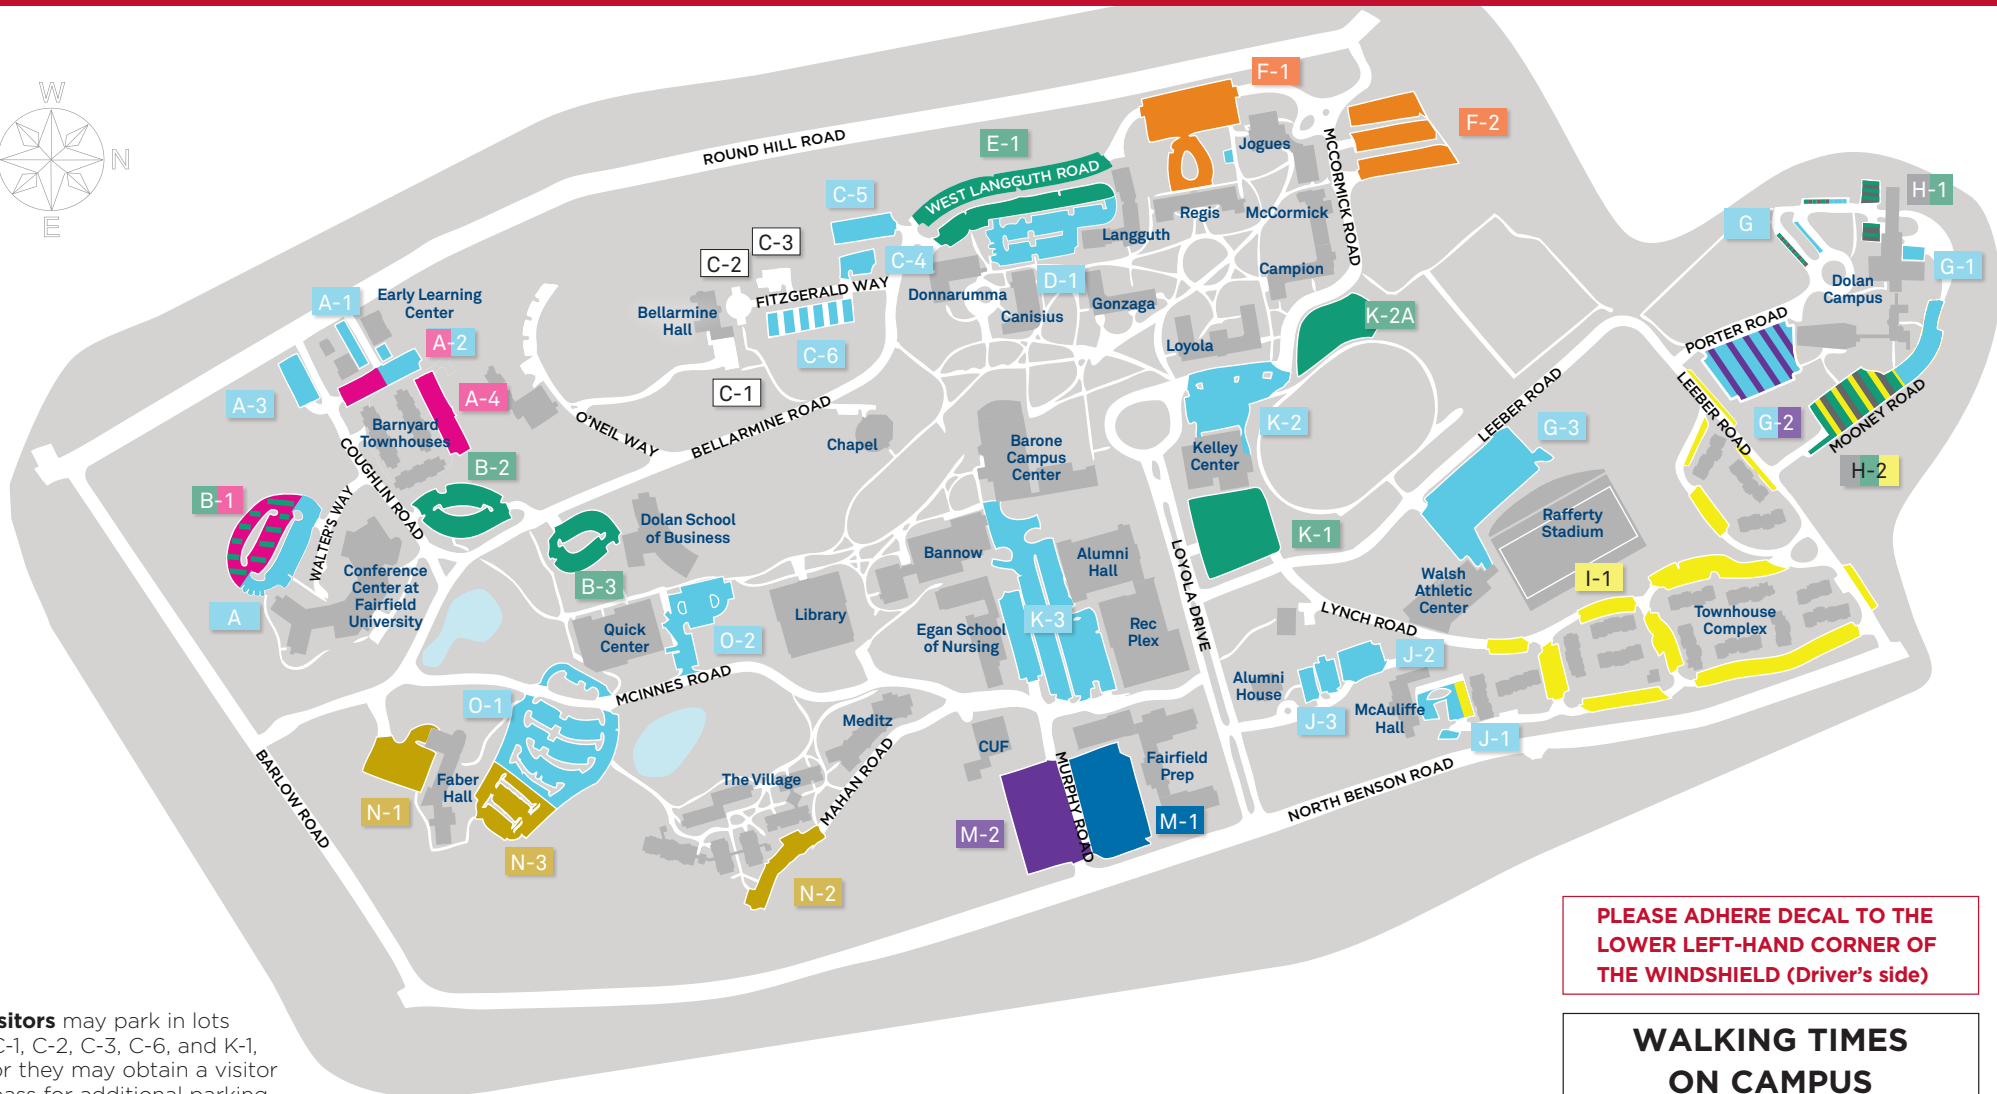 W
N
E
ROUND HILL ROAD
F-1
F-2
E-1
WEST LANGGUTH ROAD
Jogues
MCCORMICK ROAD
C-5
C-3
C-2
C-4
FITZGERALD WAY
Regis
McCormick
Langguth
Campion
D-1
Donnarumma
Canisius
Gonzaga
Loyola
K-2A
H-1
G
G-1
Dolan
Campus
PORTER ROAD
LEEBER ROAD
G-2
MOONEY ROAD
H-2
A-1
Early Learning
Center
A-2
A-3
A-4
Barnyard
Townhouses
Bellarmine
Hall
C-6
C-1
O'NEIL WAY
BELLARMINE ROAD
Chapel
Barone
Campus
Center
K-2
Kelley
Center
LEEBER ROAD
G-3
Rafferty
Stadium
COUGHLIN ROAD
B-2
B-1
WALTER'S WAY
Conference
Center at
Fairfield
University
A
Dolan School
of Business
B-3
Quick
Center
O-2
Library
Bannow
Alumni
Hall
Egan School
of Nursing
K-3
Rec
Plex
LOYOLA DRIVE
K-1
Walsh
Athletic
Center
I-1
LYNCH ROAD
Townhouse
Complex
J-2
Alumni
House
J-3
McAuliffe
Hall
J-1
MCINNES ROAD
O-1
Meditz
MAHAN ROAD
CUF
MURPHY ROAD
Fairfield
Prep
NORTH BENSON ROAD
BARLOW ROAD
Faber
Hall
N-1
N-3
The Village
N-2
M-2
M-1
PLEASE ADHERE DECAL TO THE
LOWER LEFT-HAND CORNER OF
THE WINDSHIELD (Driver's side)
WALKING TIMES
ON CAMPUS
sitors may park in lots
C-1, C-2, C-3, C-6, and K-1,
or they may obtain a visitor
pass for additional parking